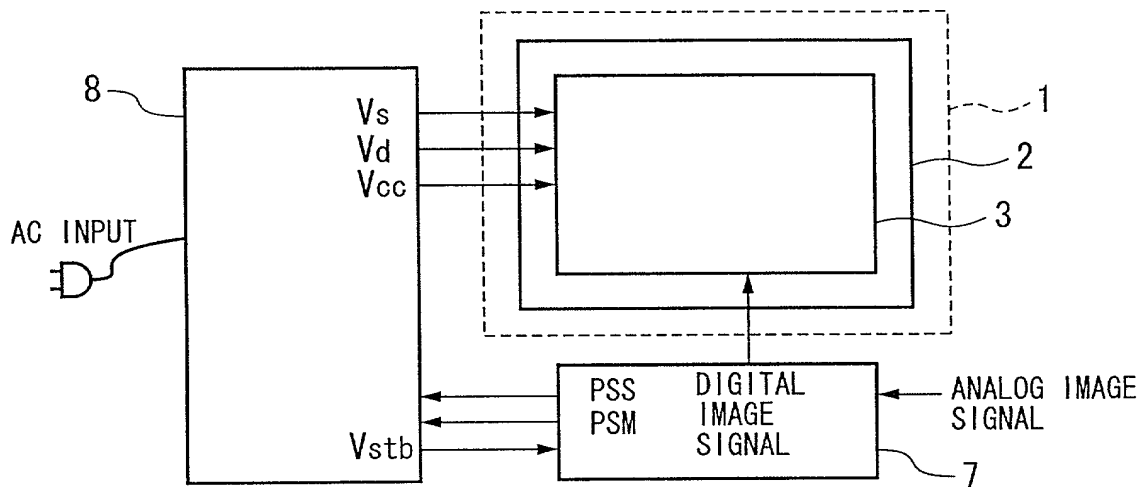 8
Vs
Vd
Vcc
1
2
3
AC INPUT
PSS
PSM
Vstb
DIGITAL
IMAGE
SIGNAL
ANALOG IMAGE
SIGNAL
7